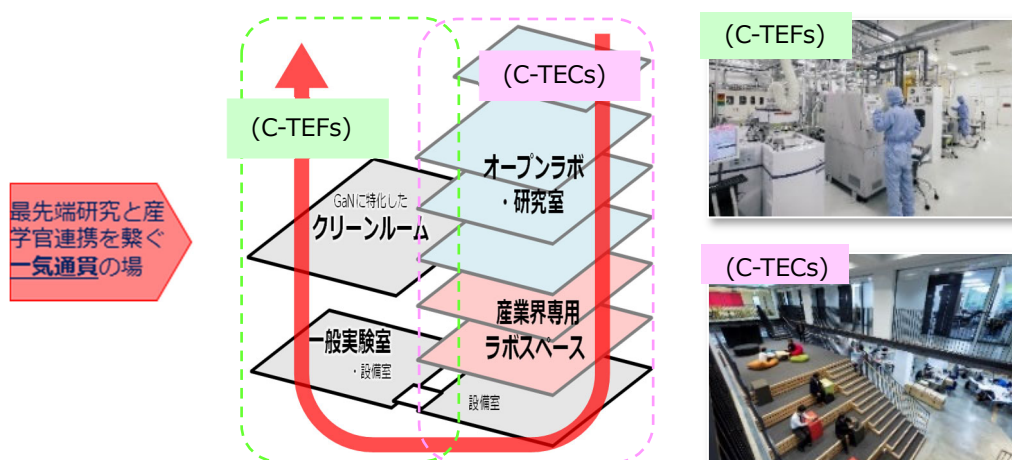 最先端研究と産
学官連携を繋ぐ
一気通買の場
(C-TEFs)
GaNに特化した
クリーンルーム
一般実験室
・設備室
(C-TECs)
オープンラボ
・研究室
産業界専用
ラボスペース
設備室
(C-TEFs)
(C-TECs)